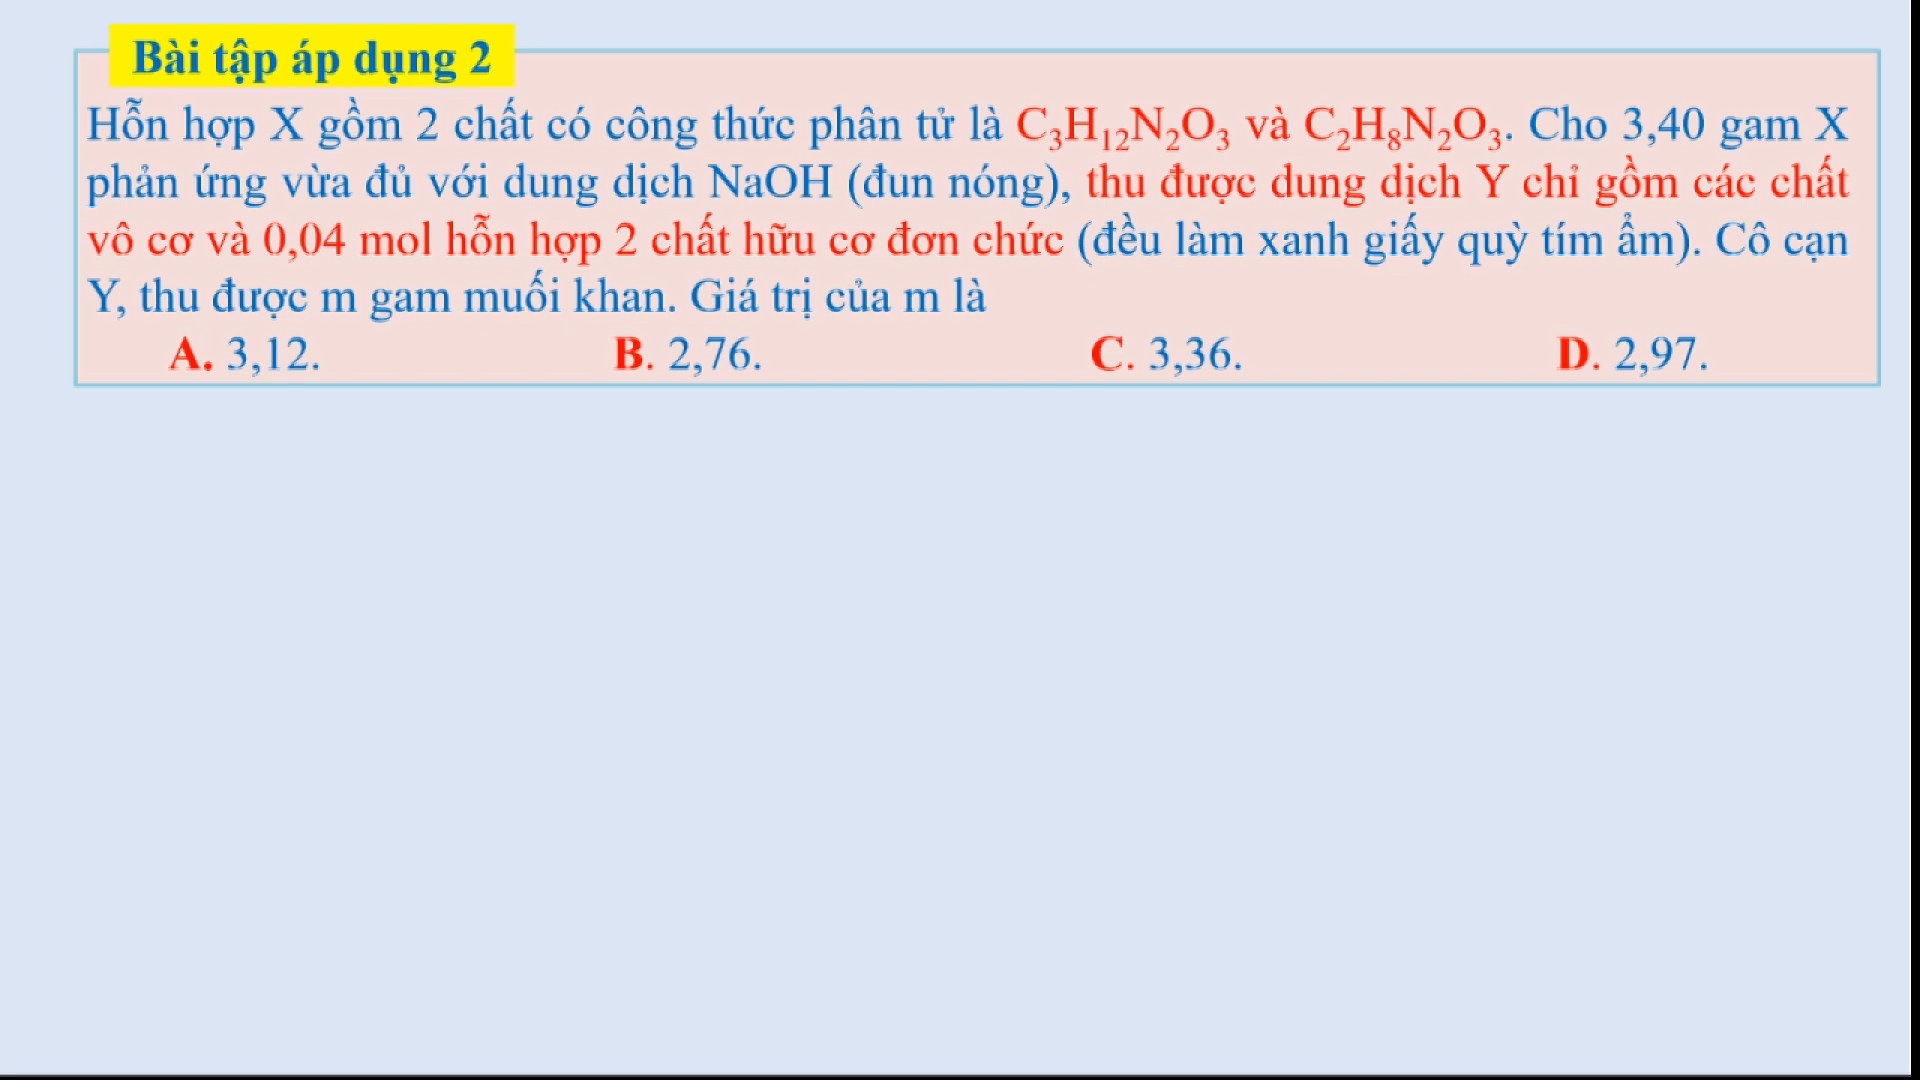 Bài tập áp dụng 2
Hỗn hợp X gồm 2 chất có công thức phân tử là C₃H₁₂N₂O₃ và C₂H₈N₂O₃. Cho 3,40 gam X
phản ứng vừa đủ với dung dịch NaOH (đun nóng), thu được dung dịch Y chỉ gồm các chất
vô cơ và 0,04 mol hỗn hợp 2 chất hữu cơ đơn chức (đều làm xanh giấy quỳ tím ẩm). Cô cạn
Y, thu được m gam muối khan. Giá trị của m là
A. 3,12. B. 2,76. C. 3,36. D. 2,97.